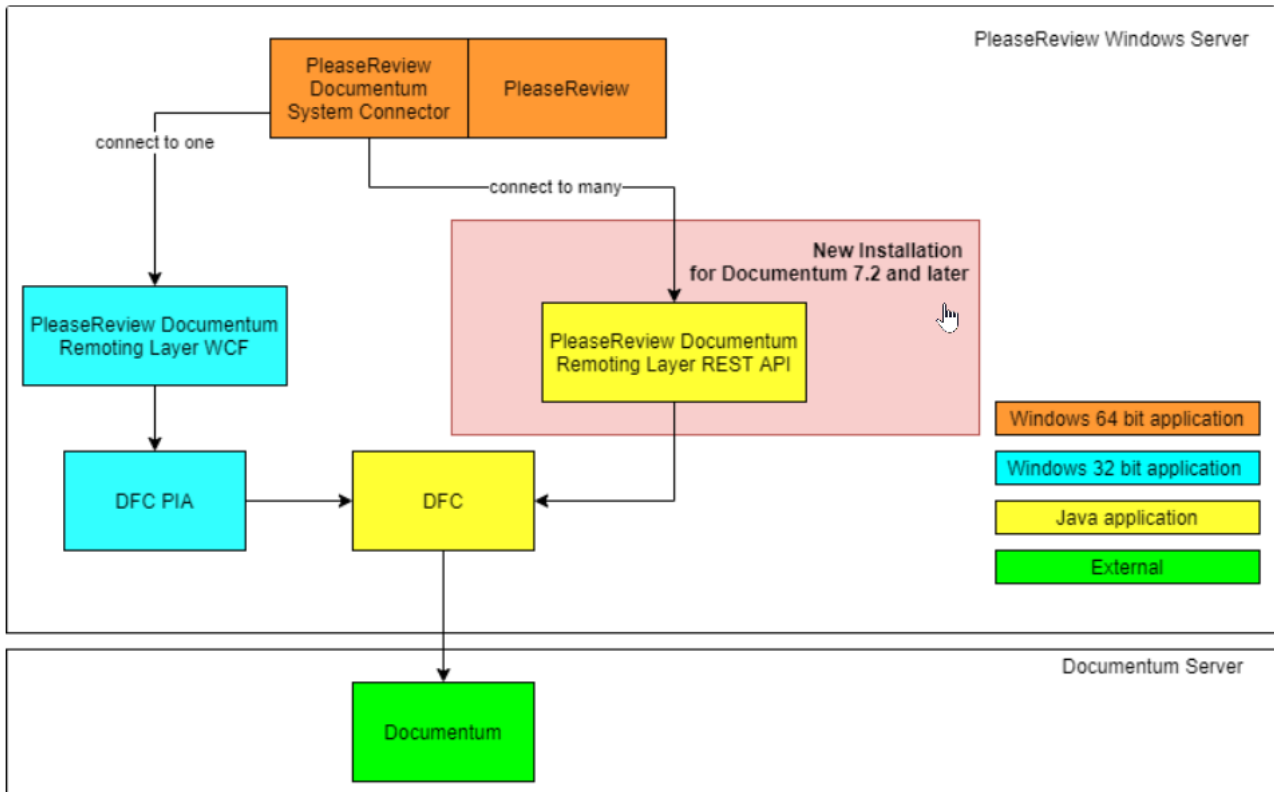 PleaseReview Windows Server
PleaseReview
Documentum
System Connector
PleaseReview
connect to one
connect to many
New Installation
for Documentum 7.2 and later
PleaseReview Documentum
Remoting Layer WCF
PleaseReview Documentum
Remoting Layer REST API
Windows 64 bit application
Windows 32 bit application
Java application
External
DFC PIA
DFC
Documentum Server
Documentum